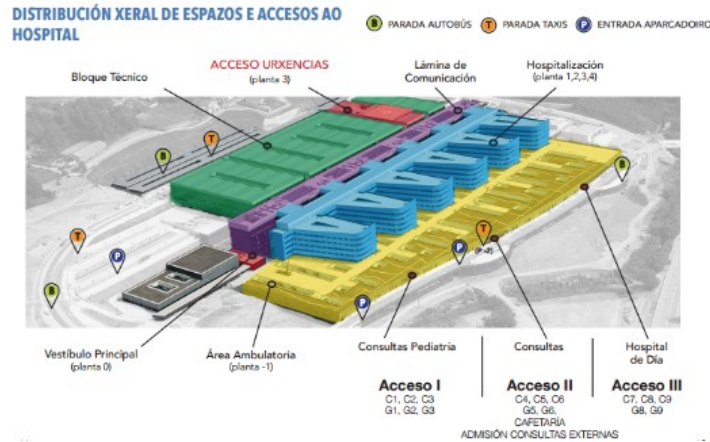 DISTRIBUCIÓN XERAL DE ESPAZOS E ACCESOS AO
HOSPITAL
B PARADA AUTOBÚS T PARADA TAXIS P ENTRADA APARCADOIRO
Bloque Técnico
ACCESO URXENCIAS
(planta 3)
Lámina de
Comunicación
Hospitalización
(planta 1,2,3,4)
T
B
B
T
T
P
P
B
P
Vestíbulo Principal
(planta 0)
Área Ambulatoria
(planta -1)
Consultas Pediatría
Acceso I
C1, C2, C3
G1, G2, G3
Consultas
Acceso II
C4, C5, C6
G5, G6,
CAFETARÍA
ADMISIÓN CONSULTAS EXTERNAS
Hospital
de Día
Acceso III
C7, C8, C9
G8, G9